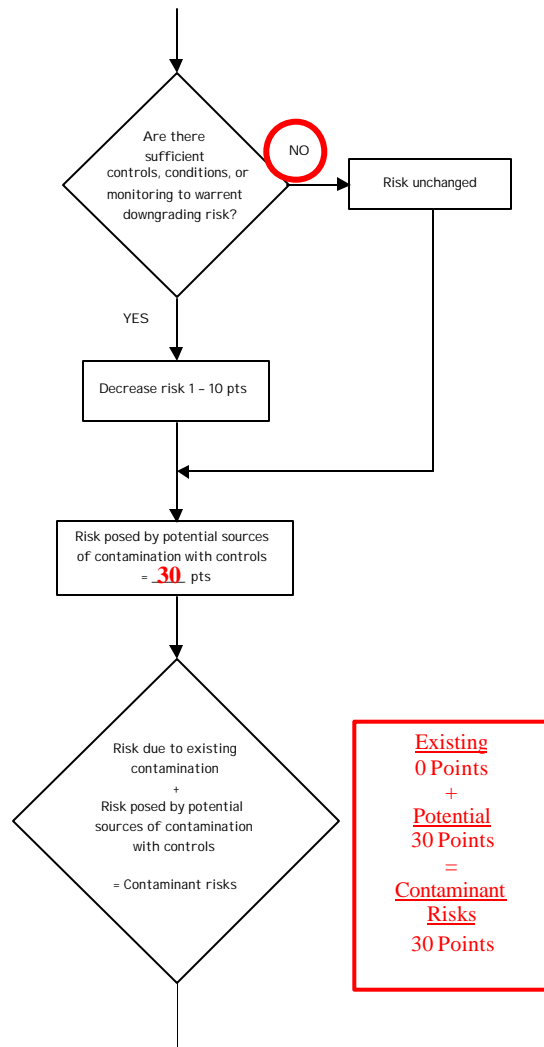 Are there
sufficient
controls, conditions, or
monitoring to warrent
downgrading risk?
NO
Risk unchanged
YES
Decrease risk 1 – 10 pts
Risk posed by potential sources
of contamination with controls
= 30 pts
Risk due to existing
contamination
+
Risk posed by potential
sources of contamination
with controls
= Contaminant risks
Existing
0 Points
+
Potential
30 Points
=
Contaminant
Risks
30 Points